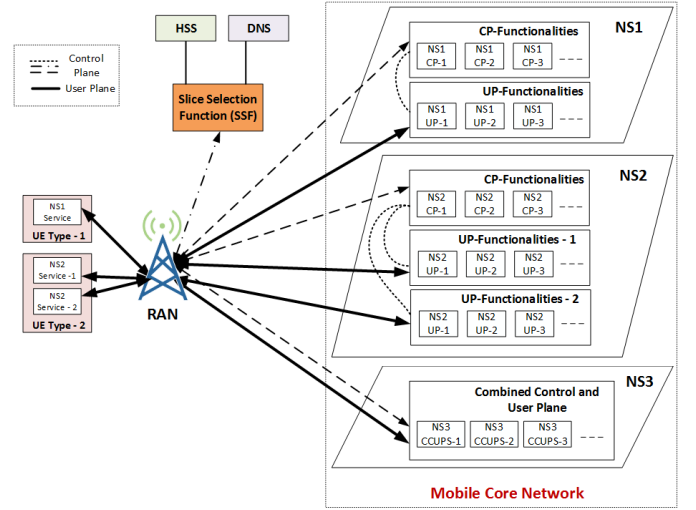 HSS
DNS
Slice Selection
Function (SSF)
Control
Plane
User Plane
NS1
Service
UE Type - 1
NS2
Service -1
NS2
Service - 2
UE Type - 2
RAN
NS1
CP-Functionalities
NS1
CP-1
NS1
CP-2
NS1
CP-3
UP-Functionalities
NS1
UP-1
NS1
UP-2
NS1
UP-3
NS2
CP-Functionalities
NS2
CP-1
NS2
CP-2
NS2
CP-3
UP-Functionalities - 1
NS2
UP-1
NS2
UP-2
NS2
UP-3
UP-Functionalities - 2
NS2
UP-1
NS2
UP-2
NS2
UP-3
NS3
Combined Control and
User Plane
NS3
CCUPS-1
NS3
CCUPS-2
NS3
CCUPS-3
Mobile Core Network